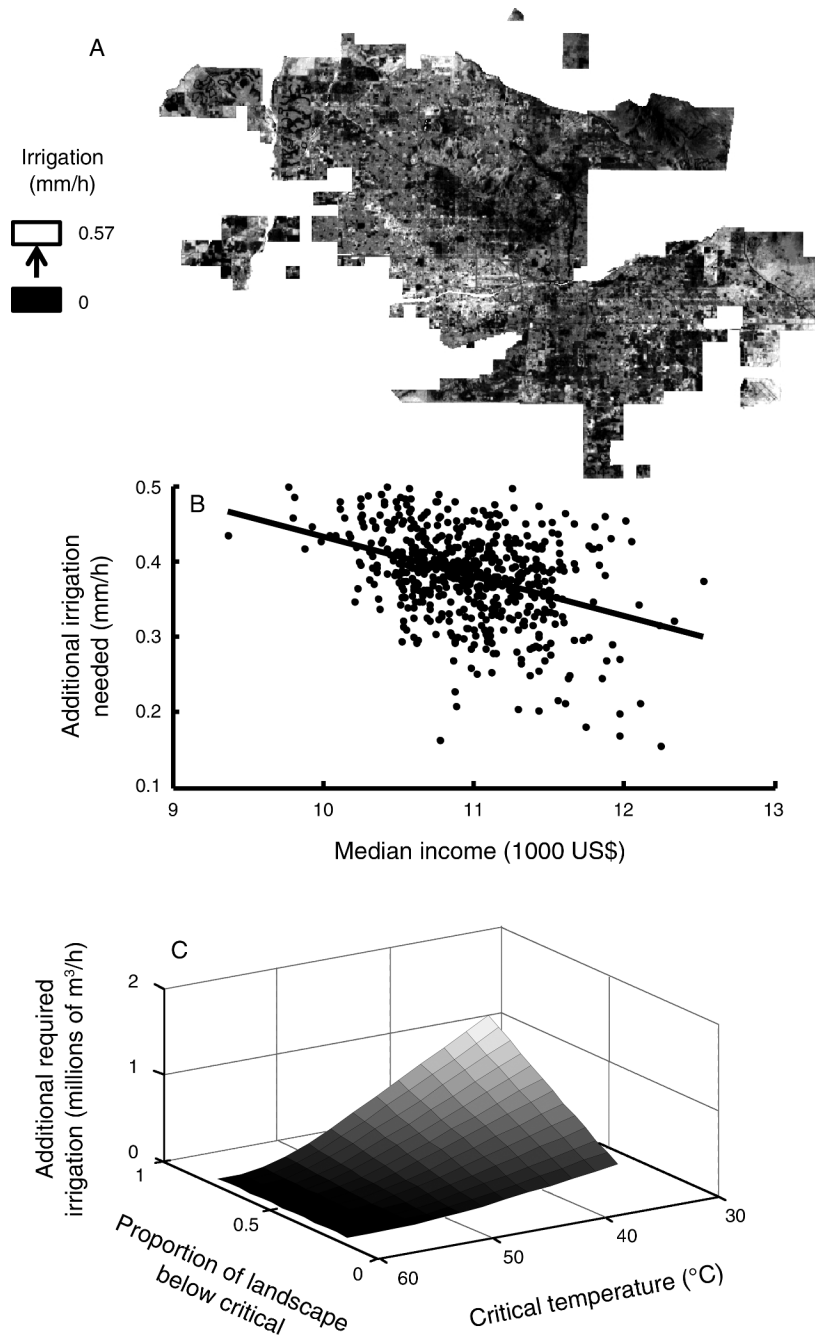 A
Irrigation
(mm/h)
0.57
0
B
0.5
0.4
0.3
0.2
0.1
Additional irrigation
needed (mm/h)
9 10 11 12 13
Median income (1000 US$)
C
2
1
0
Additional required
irrigation (millions of m³/h)
1
0.5
0
Proportion of landscape
below critical
60
50
40
30
Critical temperature (°C)